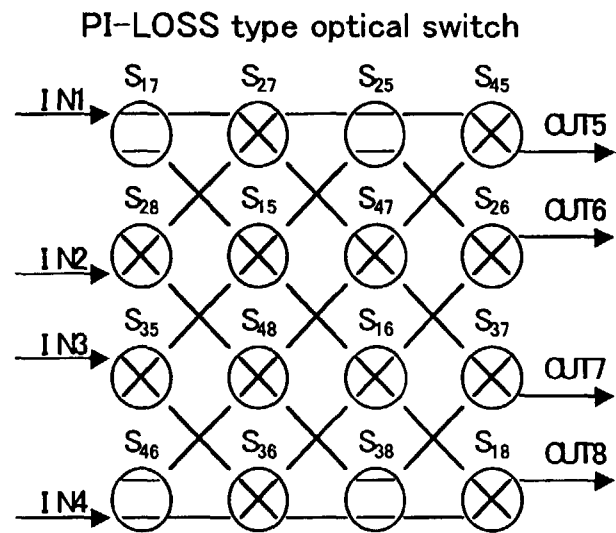 PI-LOSS type optical switch
S17 S27 S25 S45
IN1
OUT5
S28 S15 S47 S26
OUT6
IN2
S35 S48 S16 S37
IN3
OUT7
S46 S36 S38 S18
OUT8
IN4